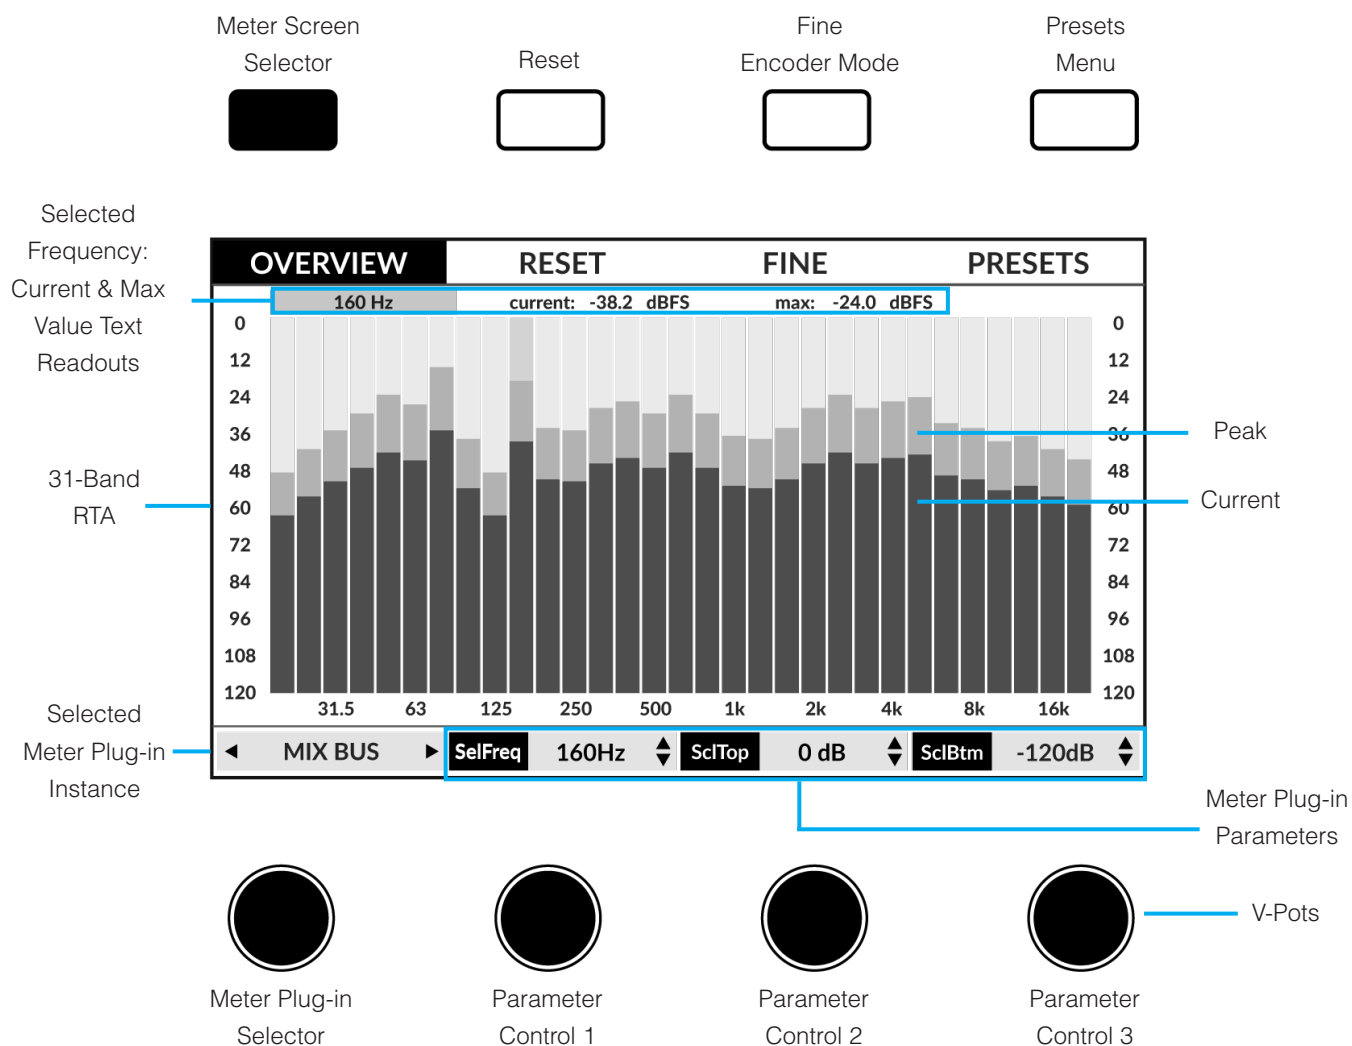 Meter Screen
Selector
Reset
Fine
Encoder Mode
Presets
Menu
Selected
Frequency:
Current & Max
Value Text
Readouts
OVERVIEW RESET FINE PRESETS
160 Hz current: -38.2 dBFS max: -24.0 dBFS
0 0
12 12
24 24
36 36
48 48
60 60
72 72
84 84
96 96
108 108
120 120
31.5 63 125 250 500 1k 2k 4k 8k 16k
Peak
Current
31-Band
RTA
Selected
Meter Plug-in
Instance
◀ MIX BUS ▶ SelFreq 160Hz SclTop 0 dB SclBtm -120dB
Meter Plug-in
Parameters
V-Pots
Meter Plug-in
Selector
Parameter
Control 1
Parameter
Control 2
Parameter
Control 3